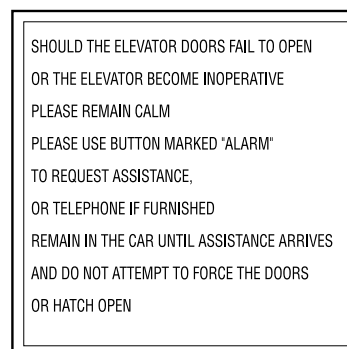 SHOULD THE ELEVATOR DOORS FAIL TO OPEN
OR THE ELEVATOR BECOME INOPERATIVE
PLEASE REMAIN CALM
PLEASE USE BUTTON MARKED "ALARM"
TO REQUEST ASSISTANCE,
OR TELEPHONE IF FURNISHED
REMAIN IN THE CAR UNTIL ASSISTANCE ARRIVES
AND DO NOT ATTEMPT TO FORCE THE DOORS
OR HATCH OPEN